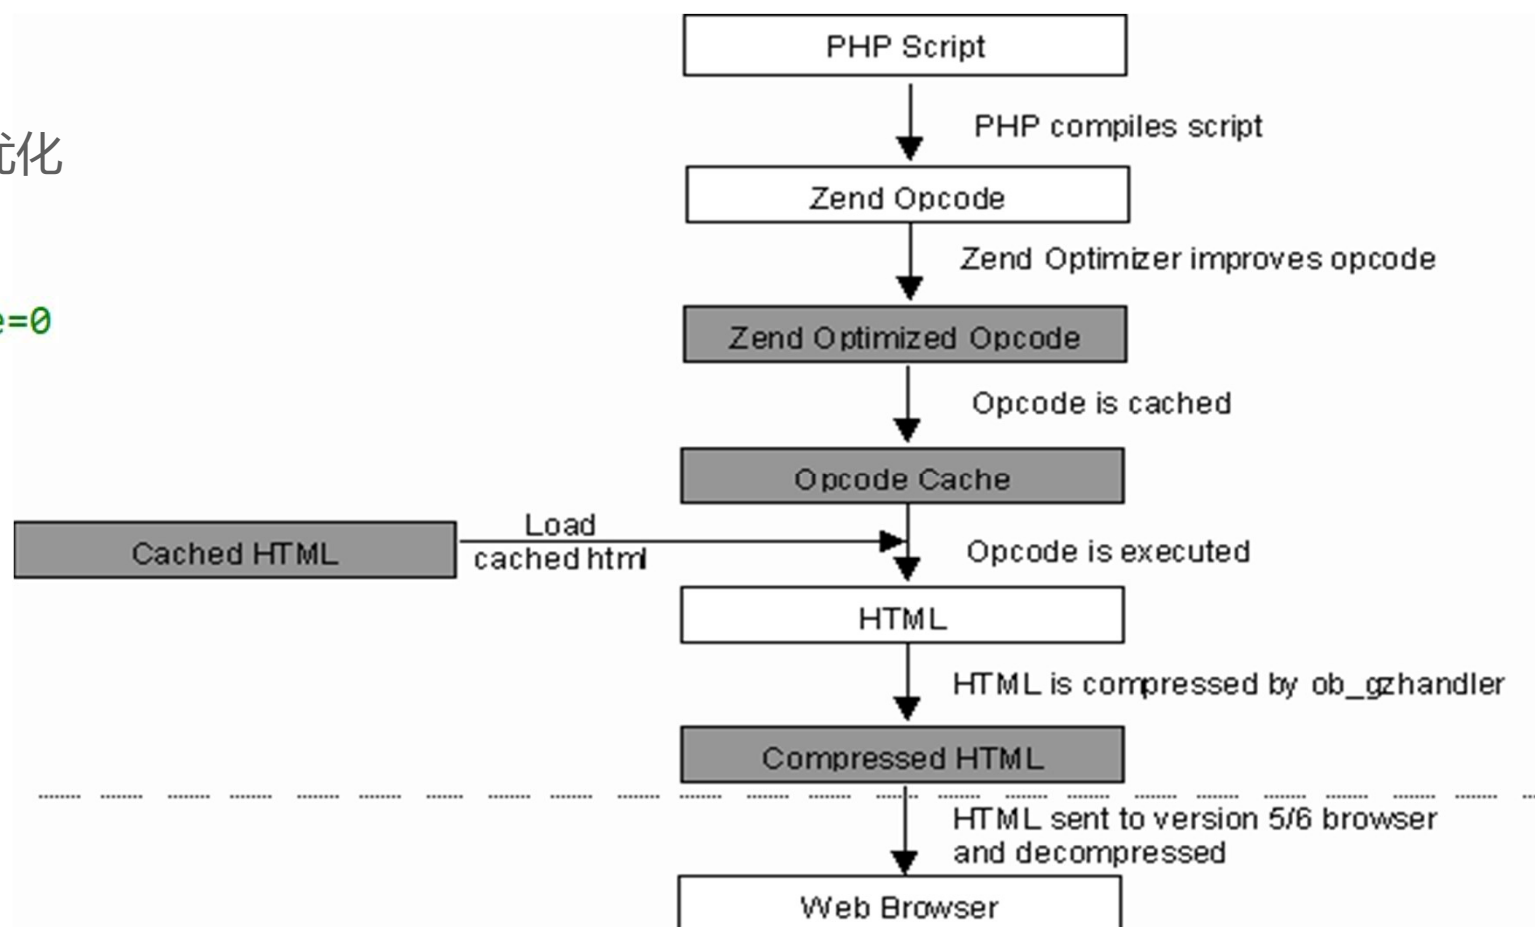 PHP Script
PHP compiles script
优化
Zend Opcode
Zend Optimizer improves opcode
e=0
Zend Optimized Opcode
Opcode is cached
Opcode Cache
Load
cached html
Cached HTML
Opcode is executed
HTML
HTML is compressed by ob_gzhandler
Compressed HTML
HTML sent to version 5/6 browser
and decompressed
Web Browser